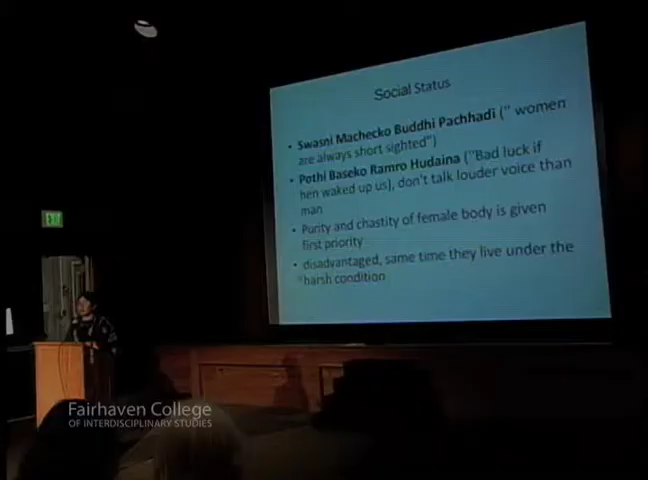 Social Status
• Swasni Machecko Buddhi Pachhadi (" women
are always short sighted")
• Pothi Baseko Ramro Hudaina ("Bad luck if
hen waked up us), don't talk louder voice than
man
• Purity and chastity of female body is given
first priority
• disadvantaged, same time they live under the
harsh condition
EXIT
Fairhaven College
OF INTERDISCIPLINARY STUDIES